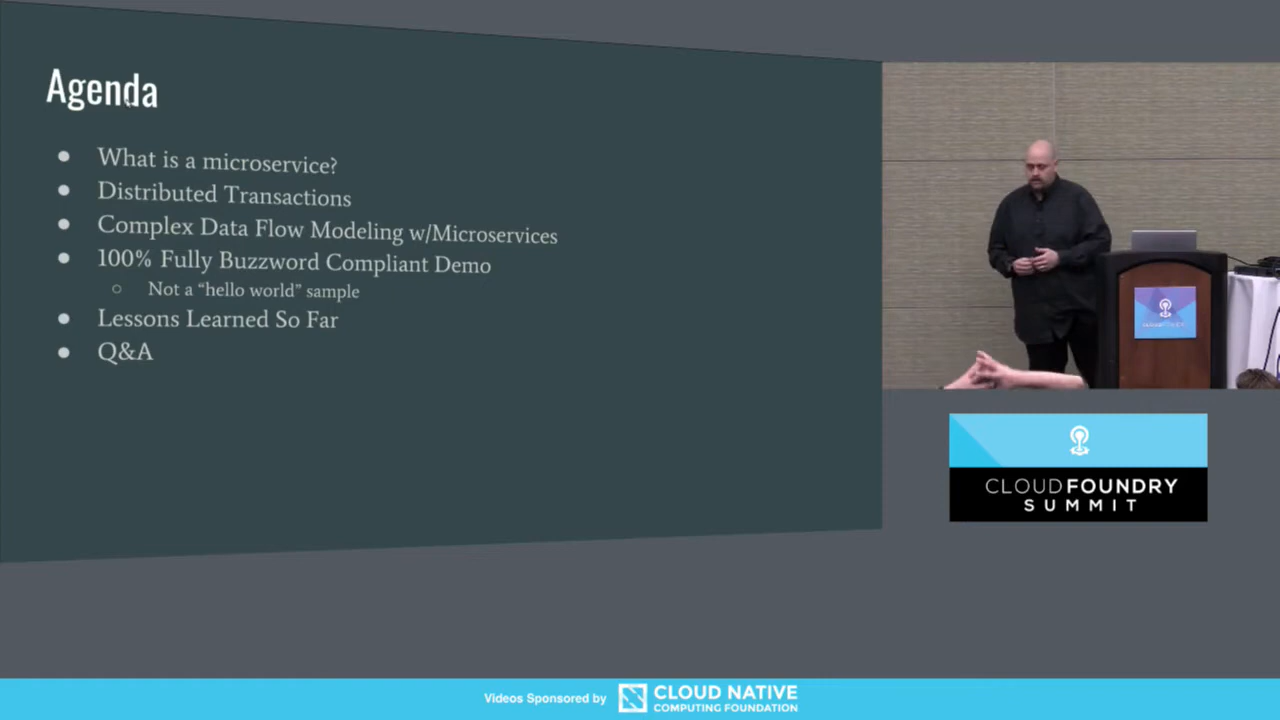 Agenda
What is a microservice?
Distributed Transactions
Complex Data Flow Modeling w/Microservices
100% Fully Buzzword Compliant Demo
Not a “hello world” sample
Lessons Learned So Far
Q&A
CLOUDFOUNDRY
SUMMIT
Videos Sponsored by
CLOUD NATIVE
COMPUTING FOUNDATION